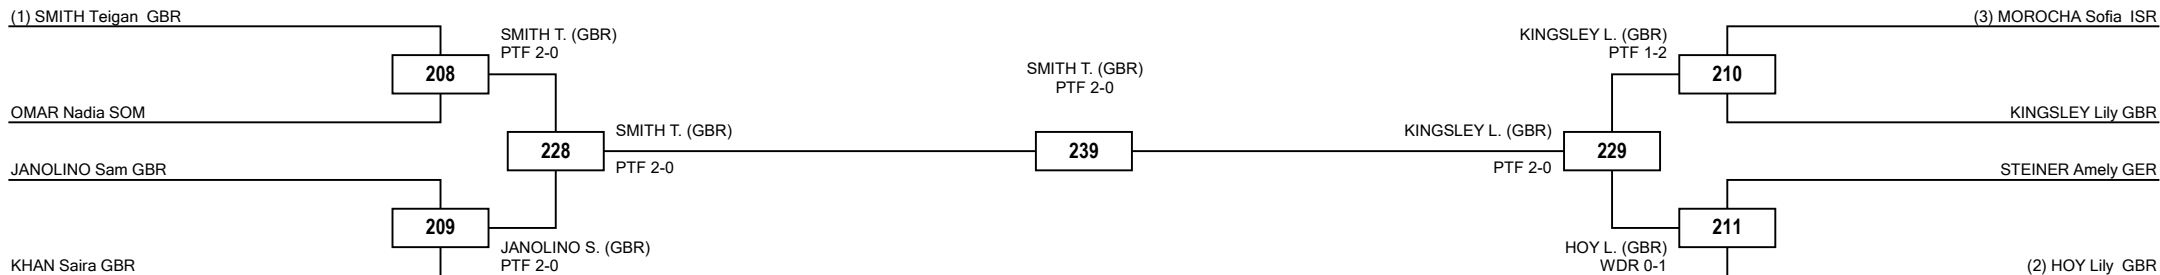 (1) SMITH Teigan  GBR
SMITH T. (GBR)
PTF 2-0
208
OMAR Nadia SOM
SMITH T. (GBR)
PTF 2-0
228
JANOLINO Sam GBR
209
JANOLINO S. (GBR)
PTF 2-0
KHAN Saira GBR
SMITH T. (GBR)
PTF 2-0
239
(3) MOROCHA Sofia  ISR
KINGSLEY L. (GBR)
PTF 1-2
210
KINGSLEY Lily GBR
KINGSLEY L. (GBR)
PTF 2-0
229
STEINER Amely GER
211
HOY L. (GBR)
WDR 0-1
(2) HOY Lily  GBR